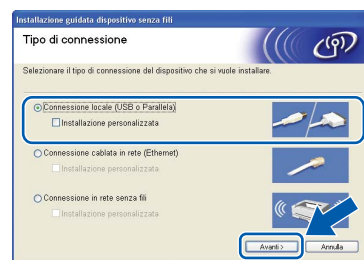 Installazione guidata dispositivo senza fili
Tipo di connessione
Selezionare il tipo di connessione del dispositivo che si vuole installare.
Connessione locale (USB o Parallela)
Installazione personalizzata
Connessione cablata in rete (Ethernet)
Installazione personalizzata
Connessione in rete senza fili
Installazione personalizzata
Avanti >
Annulla